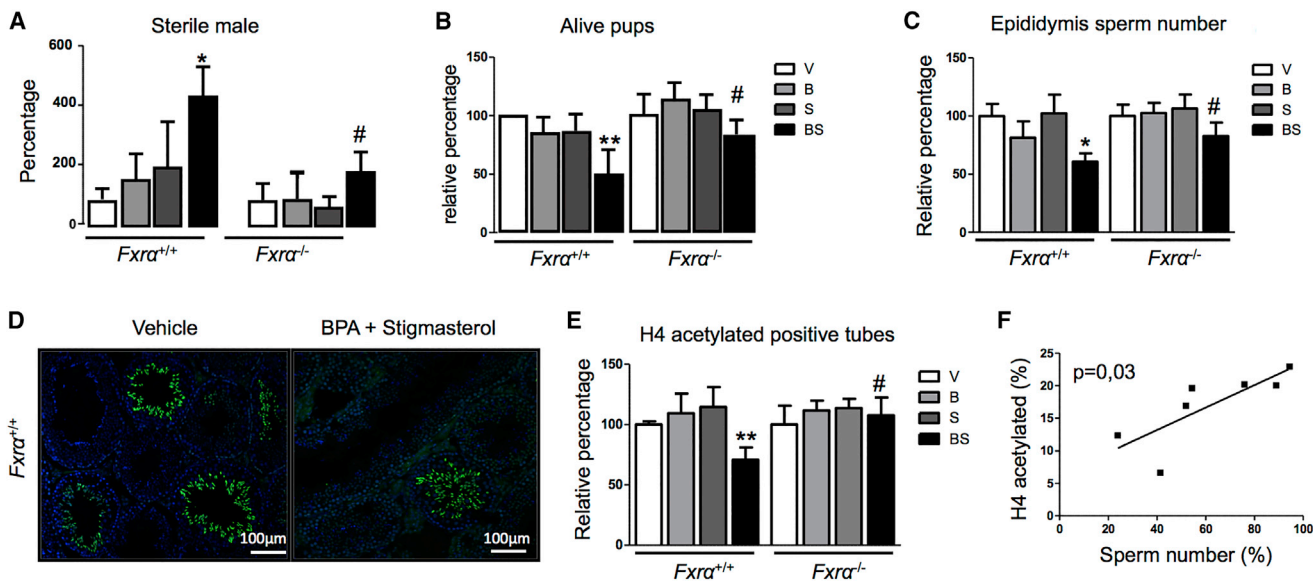 A
Sterile male
Percentage
600
400
200
0
*
#
Fxrα+/+
Fxrα-/-
B
Alive pups
relative percentage
150
100
50
0
**
#
V
B
S
BS
Fxrα+/+
Fxrα-/-
C
Epididymis sperm number
Relative percentage
150
100
50
0
*
#
V
B
S
BS
Fxrα+/+
Fxrα-/-
D
Vehicle
BPA + Stigmasterol
Fxrα+/+
100µm
100µm
E
H4 acetylated positive tubes
Relative percentage
150
100
50
0
**
#
V
B
S
BS
Fxrα+/+
Fxrα-/-
F
p=0,03
H4 acetylated (%)
25
20
15
10
5
0
0 20 40 60 80 100
Sperm number (%)